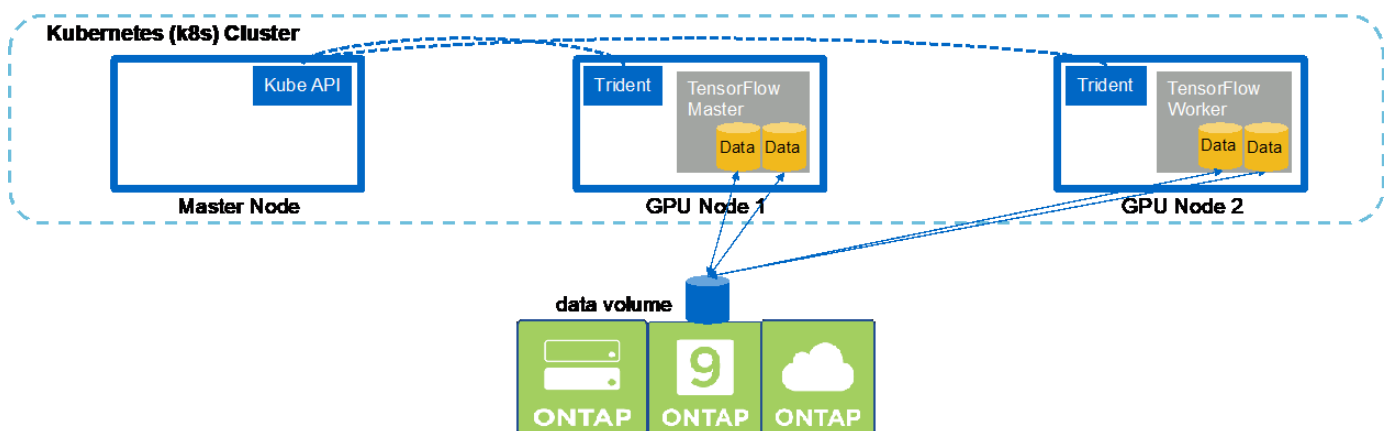 Kubernetes (k8s) Cluster
Kube API
Master Node
Trident
TensorFlow
Master
Data Data
GPU Node 1
Trident
TensorFlow
Worker
Data Data
GPU Node 2
data volume
ONTAP
9
ONTAP
ONTAP